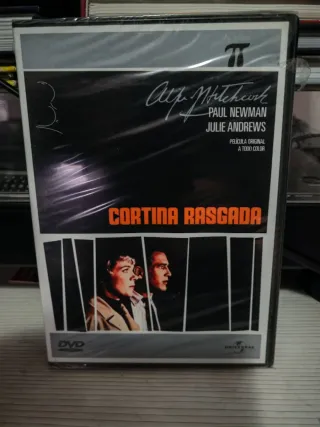 π
Alfred Hitchcock
PAUL NEWMAN
JULIE ANDREWS
PELÍCULA ORIGINAL
A TODO COLOR
CORTINA RASGADA
DVD
UNIVERSAL